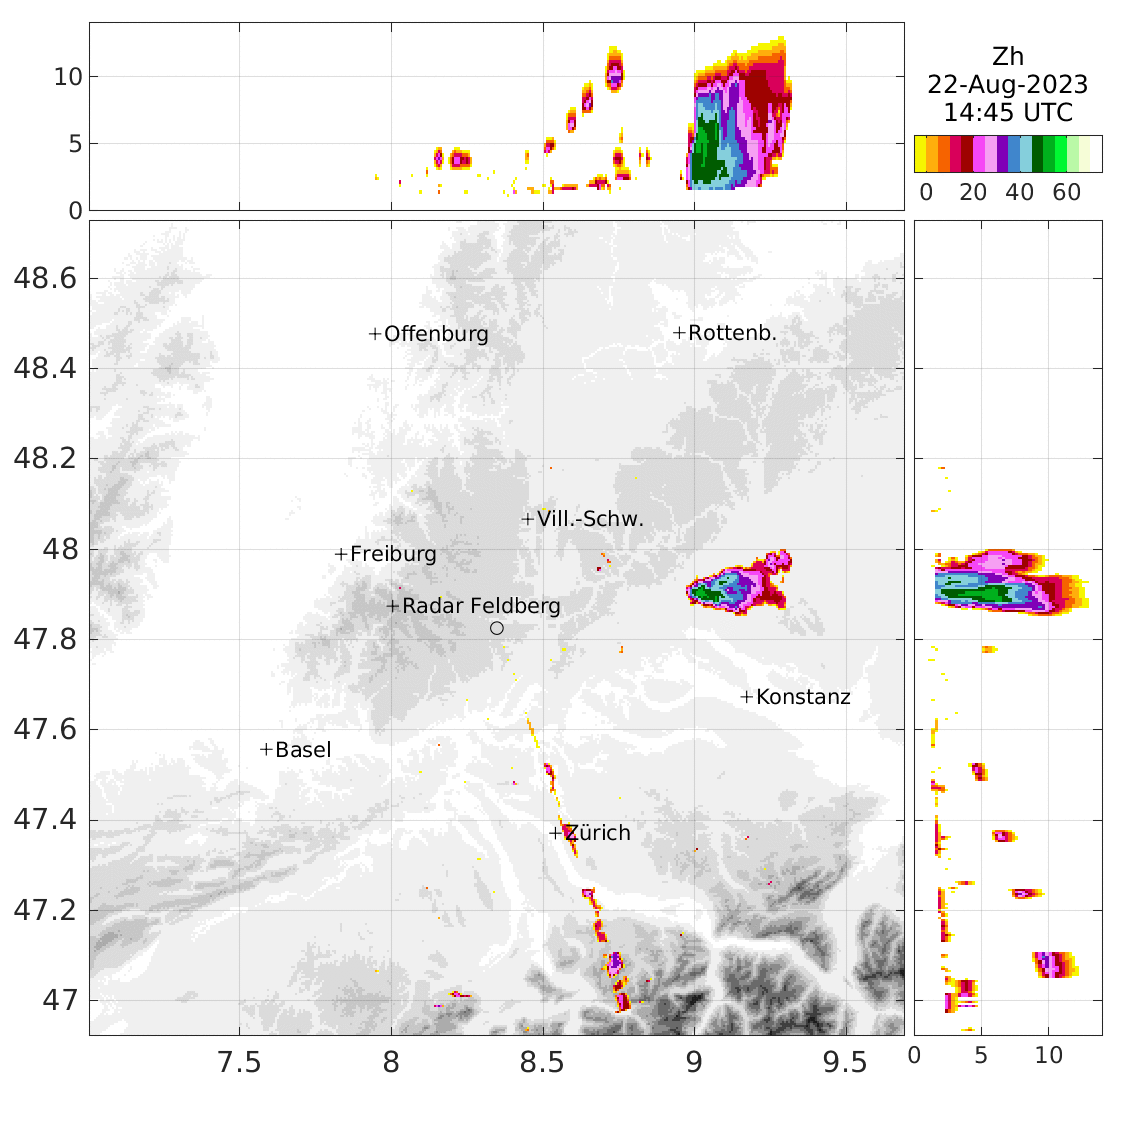 10
5
0
Zh
22-Aug-2023
14:45 UTC
0 20 40 60
48.6
48.4
48.2
48
47.8
47.6
47.4
47.2
47
+Offenburg
+Rottenb.
+Vill.-Schw.
+Freiburg
+Radar Feldberg
+Konstanz
+Basel
+Zürich
7.5 8 8.5 9 9.5
0 5 10